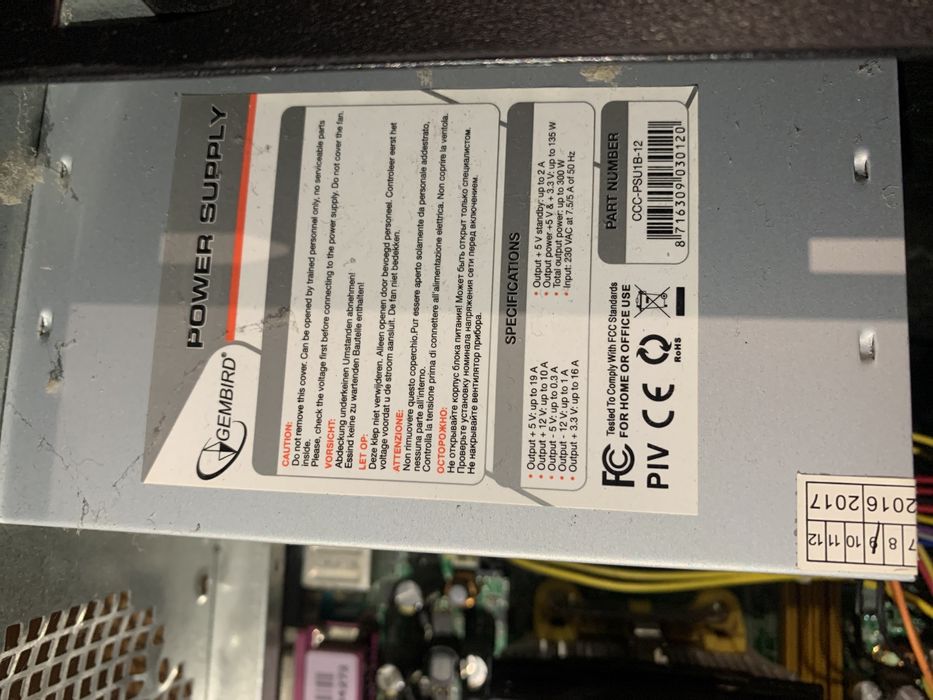 GEMBIRD®
POWER SUPPLY
CAUTION:
Do not remove this cover. Can be opened by trained personnel only, no serviceable parts
inside.
Please, check the voltage first before connecting to the power supply. Do not cover the fan.
VORSICHT:
Abdeckung underkeinen Umstanden abnehmen!
Essind keine zu wartenden Bauteile enthalten!
LET OP:
Deze klep niet verwijderen. Alleen openen door bevoegd personeel. Controleer eerst het
voltage voordat u de stroom aansluit. De fan niet bedekken.
ATTENZIONE:
Non rimuovere questo coperchio.Pur essere aperto solamente da personale addestrato,
nessuna parte all'interno.
Controlla la tensione prima di connettere all'alimentazione elettrica. Non coprire la ventola.
ОСТОРОЖНО:
Не открывайте корпус блока питания! Может быть открыт только специалистом.
Проверьте установку номинала напряжения сети перед включением.
Не накрывайте вентилятор прибора.
SPECIFICATIONS
• Output + 5 V: up to 19 A
• Output + 12 V: up to 10 A
• Output - 5 V: up to 0.3 A
• Output - 12 V: up to 1 A
• Output + 3.3 V: up to 16 A
• Output + 5 V standby: up to 2 A
• Output power +5 V & + 3.3 V: up to 135 W
• Total output power: up to 300 W
• Input: 230 VAC at 7.5/5 A of 50 Hz
FC Tested To Comply With FCC Standards
FOR HOME OR OFFICE USE
PIV CE RoHS
PART NUMBER
CCC-PSU1B-12
8 716309 030120
2016 2017
7 8 9 10 11 12